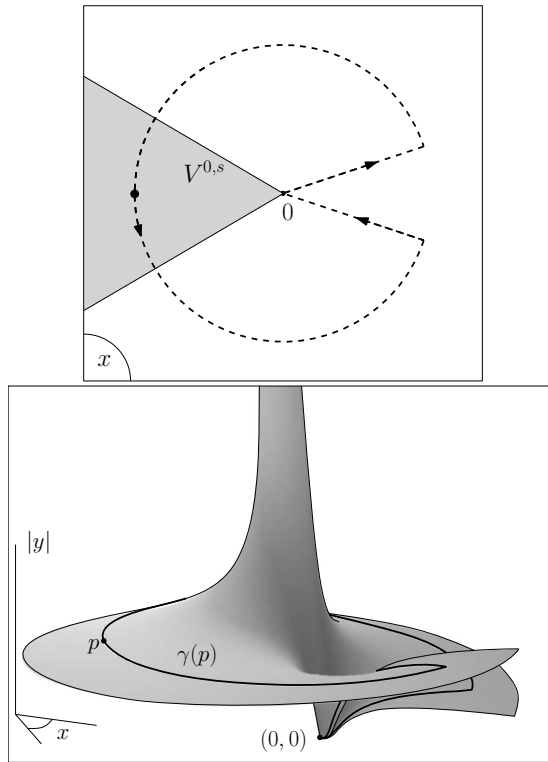 V^{0,s}
0
x
|y|
p
γ(p)
(0, 0)
x